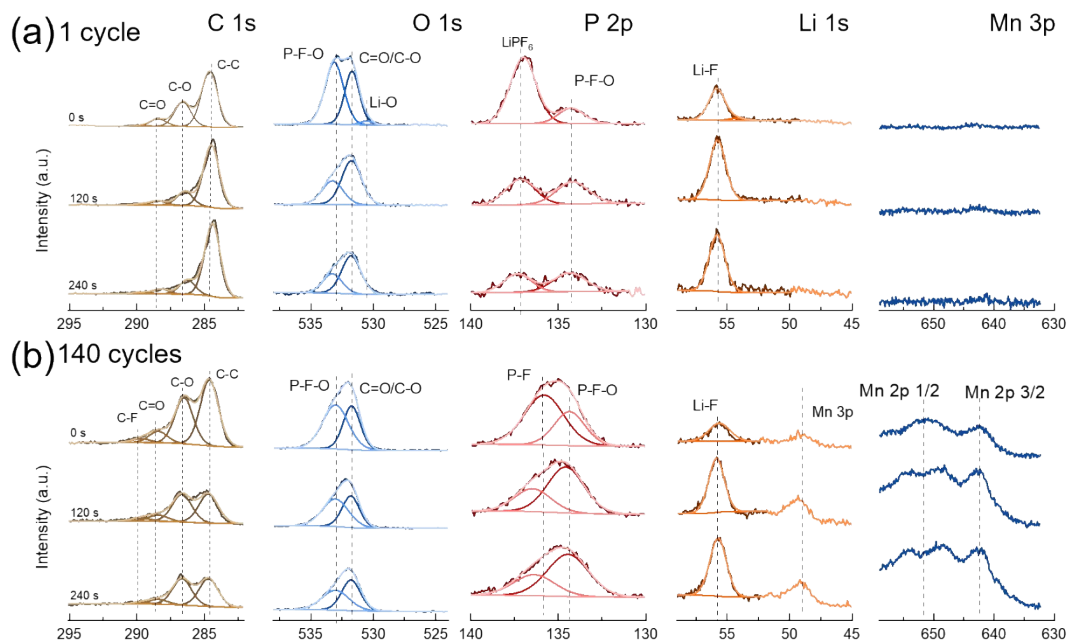 (a) 1 cycle
C 1s
O 1s
P 2p
Li 1s
Mn 3p
C=O
C-O
C-C
P-F-O
C=O/C-O
Li-O
LiPF6
P-F-O
Li-F
0 s
120 s
240 s
Intensity (a.u.)
295 290 285
535 530 525
140 135 130
55 50 45
650 640 630
(b) 140 cycles
C-F
C=O
C-O
C-C
P-F-O
C=O/C-O
P-F
P-F-O
Li-F
Mn 3p
Mn 2p 1/2
Mn 2p 3/2
0 s
120 s
240 s
Intensity (a.u.)
295 290 285
535 530 525
140 135 130
55 50 45
650 640 630